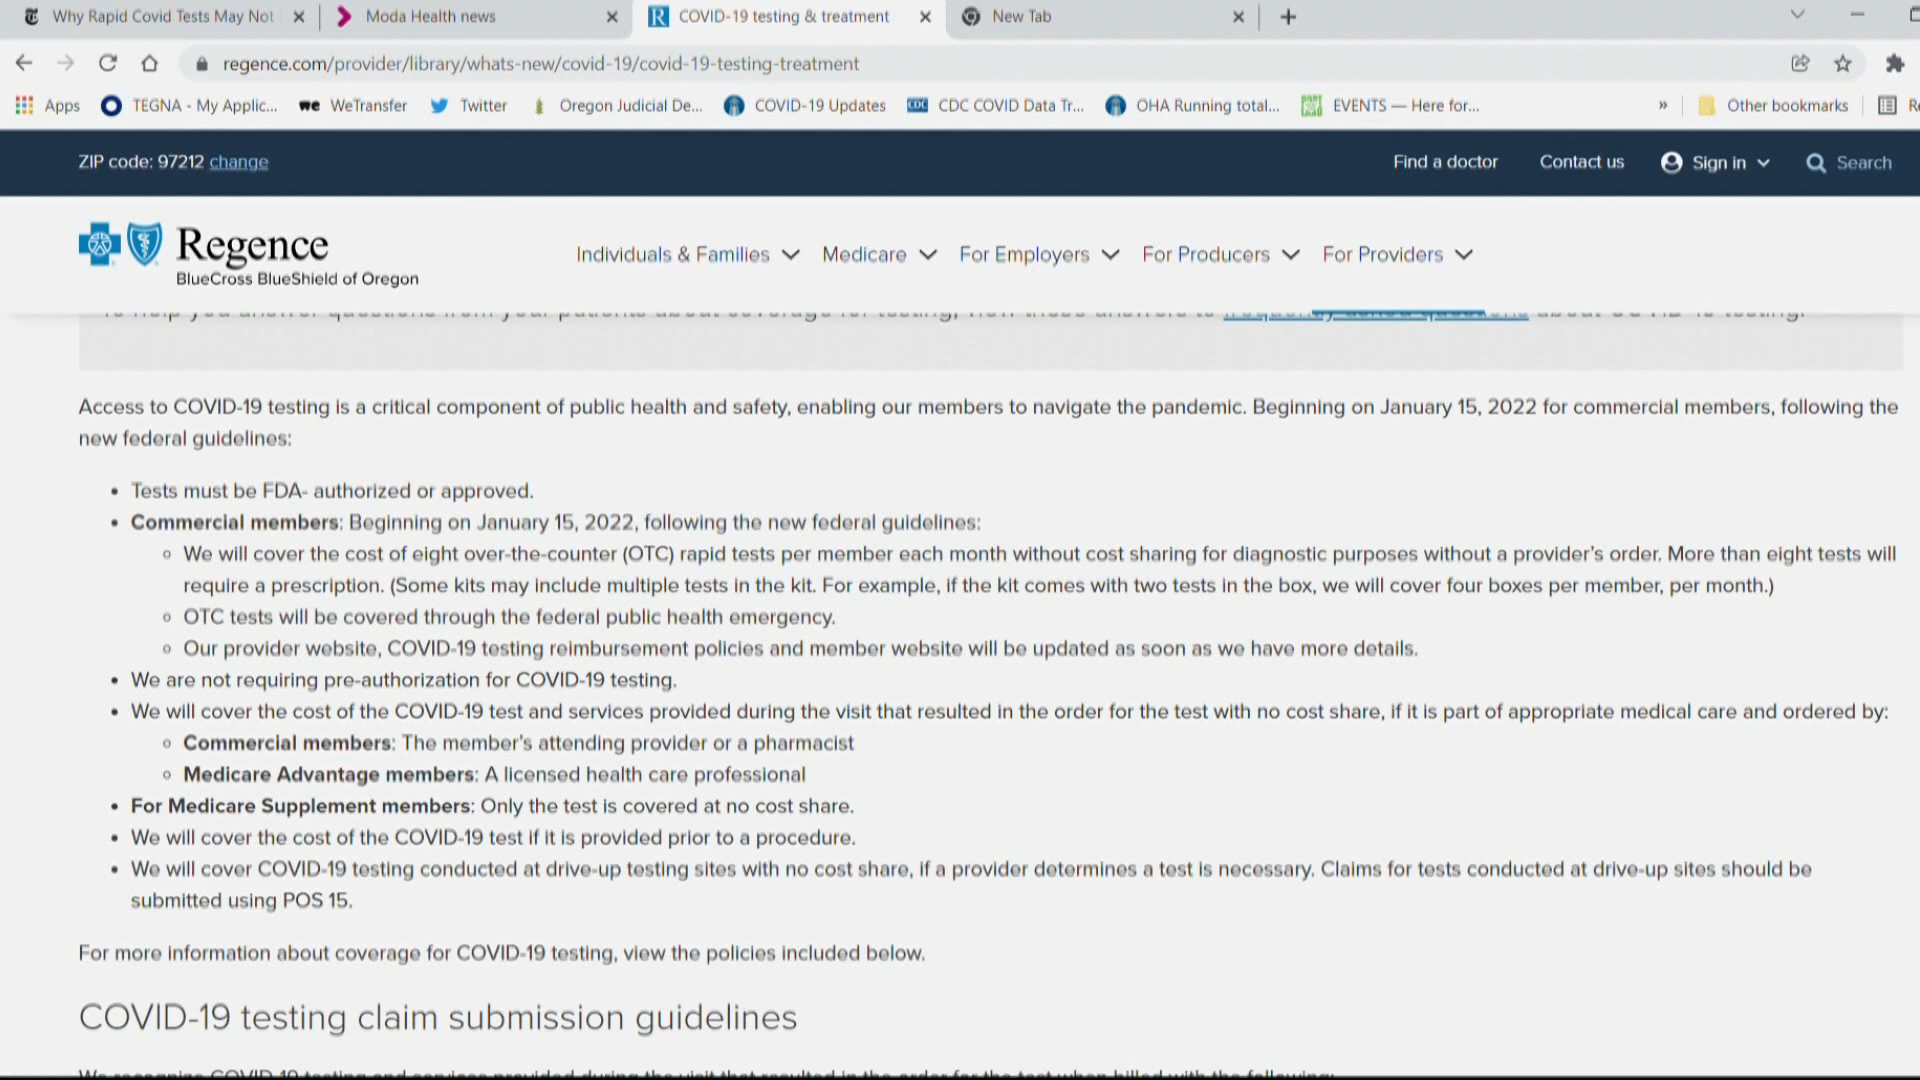 Why Rapid Covid Tests May Not
Moda Health news
COVID-19 testing & treatment
New Tab
regence.com/provider/library/whats-new/covid-19/covid-19-testing-treatment
Apps
TEGNA - My Applic...
we WeTransfer
Twitter
Oregon Judicial De...
COVID-19 Updates
CDC CDC COVID Data Tr...
OHA Running total...
EVENTS — Here for...
»
Other bookmarks
ZIP code: 97212 change
Find a doctor
Contact us
Sign in
Search
Regence
BlueCross BlueShield of Oregon
Individuals & Families
Medicare
For Employers
For Producers
For Providers
Access to COVID-19 testing is a critical component of public health and safety, enabling our members to navigate the pandemic. Beginning on January 15, 2022 for commercial members, following the
new federal guidelines:
• Tests must be FDA- authorized or approved.
• Commercial members: Beginning on January 15, 2022, following the new federal guidelines:
◦ We will cover the cost of eight over-the-counter (OTC) rapid tests per member each month without cost sharing for diagnostic purposes without a provider's order. More than eight tests will
require a prescription. (Some kits may include multiple tests in the kit. For example, if the kit comes with two tests in the box, we will cover four boxes per member, per month.)
◦ OTC tests will be covered through the federal public health emergency.
◦ Our provider website, COVID-19 testing reimbursement policies and member website will be updated as soon as we have more details.
• We are not requiring pre-authorization for COVID-19 testing.
• We will cover the cost of the COVID-19 test and services provided during the visit that resulted in the order for the test with no cost share, if it is part of appropriate medical care and ordered by:
◦ Commercial members: The member's attending provider or a pharmacist
◦ Medicare Advantage members: A licensed health care professional
• For Medicare Supplement members: Only the test is covered at no cost share.
• We will cover the cost of the COVID-19 test if it is provided prior to a procedure.
• We will cover COVID-19 testing conducted at drive-up testing sites with no cost share, if a provider determines a test is necessary. Claims for tests conducted at drive-up sites should be
submitted using POS 15.
For more information about coverage for COVID-19 testing, view the policies included below.
COVID-19 testing claim submission guidelines